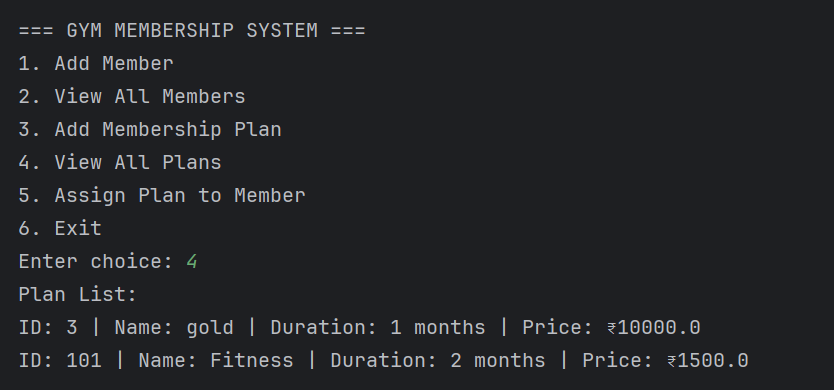 === GYM MEMBERSHIP SYSTEM ===
1. Add Member
2. View All Members
3. Add Membership Plan
4. View All Plans
5. Assign Plan to Member
6. Exit
Enter choice: 4
Plan List:
ID: 3 | Name: gold | Duration: 1 months | Price: ₹10000.0
ID: 101 | Name: Fitness | Duration: 2 months | Price: ₹1500.0